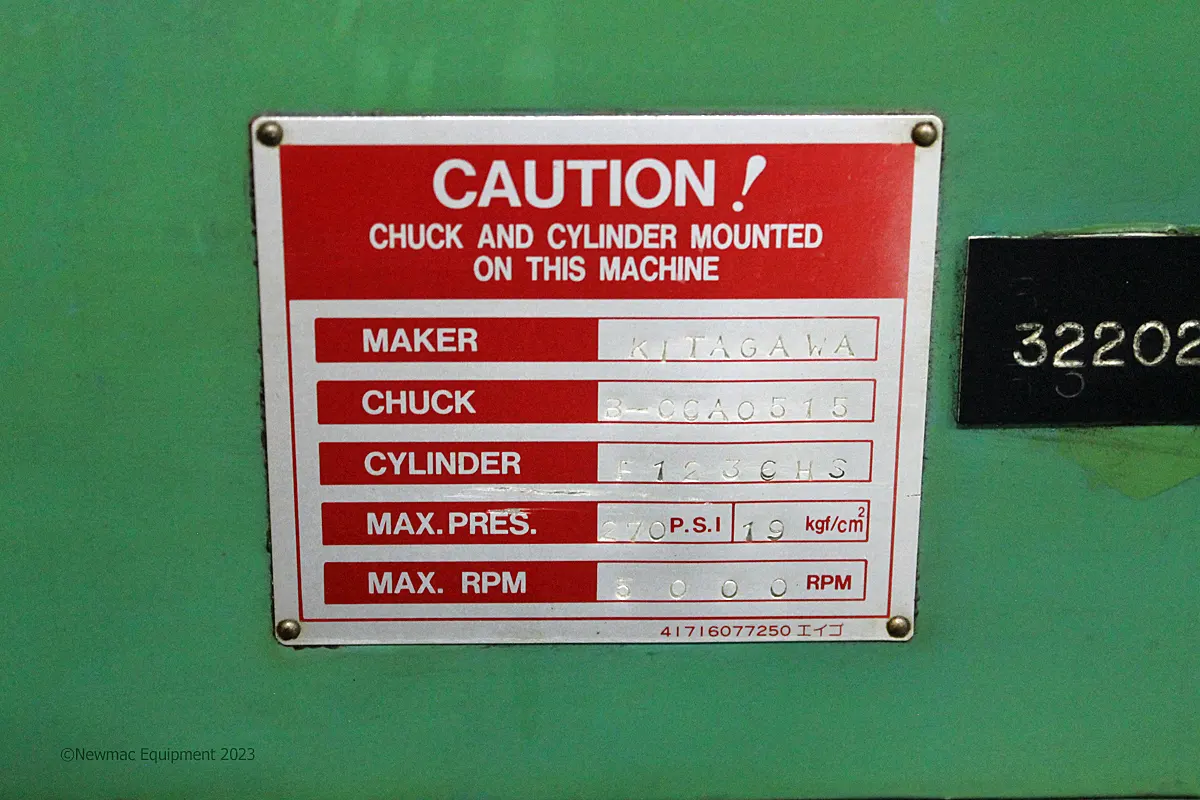 CAUTION!
CHUCK AND CYLINDER MOUNTED
ON THIS MACHINE
MAKER KITAGAWA
CHUCK B-CCA0515
CYLINDER F123CHS
MAX.PRES. 270 P.S.I 19 kgf/cm²
MAX. RPM 5000 RPM
41716077250 エイゴ
32202
©Newmac Equipment 2023